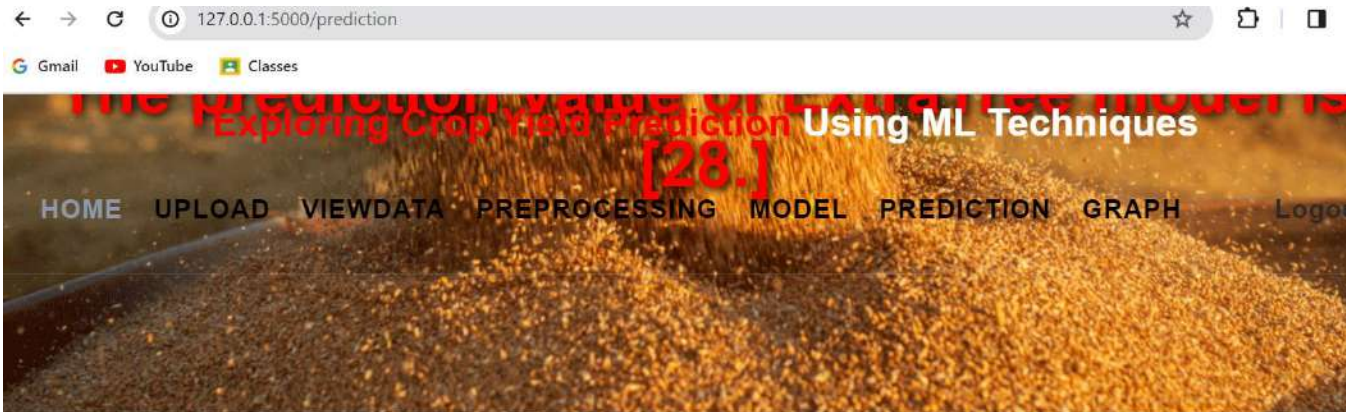 127.0.0.1:5000/prediction
Gmail YouTube Classes
The prediction value of ExtraTree model is
Exploring Crop Yield Prediction Using ML Techniques
[28.]
HOME UPLOAD VIEWDATA PREPROCESSING MODEL PREDICTION GRAPH Logou